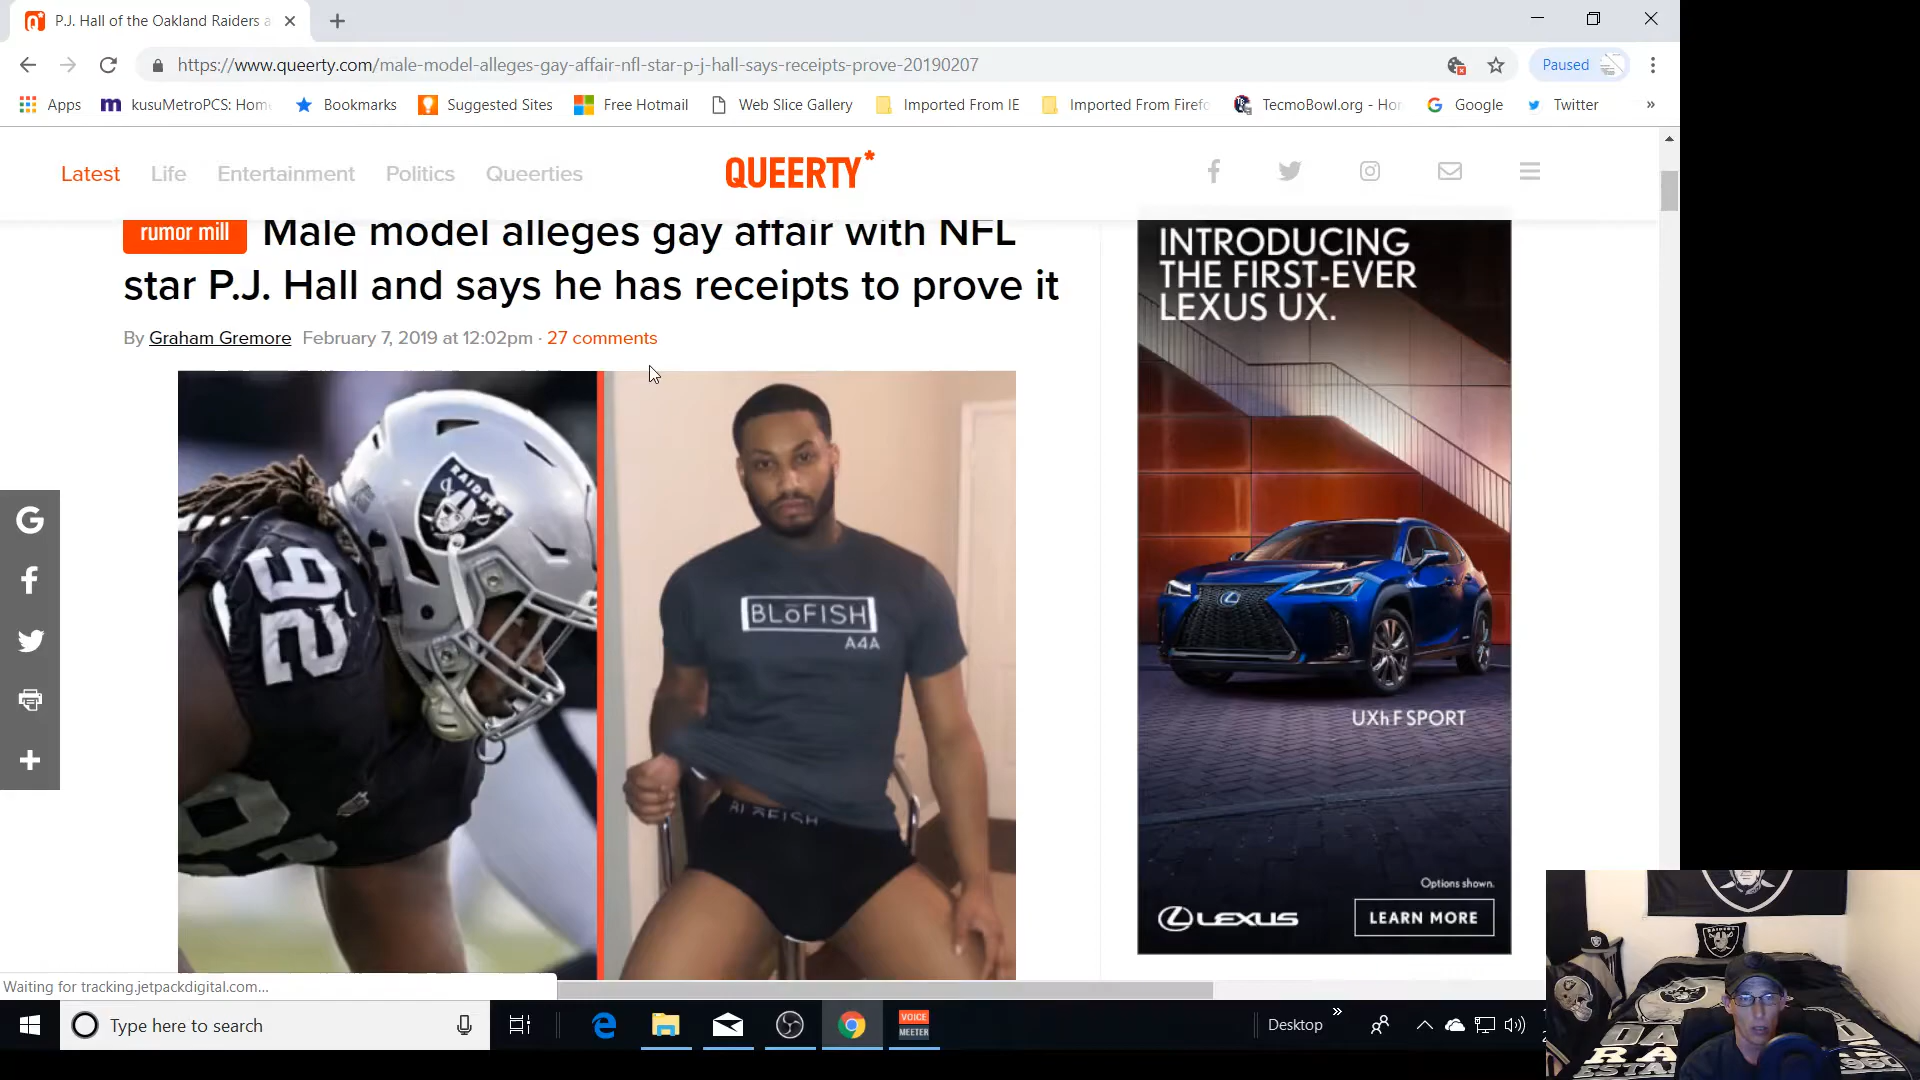 P.J. Hall of the Oakland Raiders a
https://www.queerty.com/male-model-alleges-gay-affair-nfl-star-p-j-hall-says-receipts-prove-20190207
Paused
Apps
kusuMetroPCS: Hom
Bookmarks
Suggested Sites
Free Hotmail
Web Slice Gallery
Imported From IE
Imported From Firefo
TecmoBowl.org - Hor
Google
Twitter
»
Latest
Life
Entertainment
Politics
Queerties
QUEERTY*
rumor mill Male model alleges gay affair with NFL
star P.J. Hall and says he has receipts to prove it
By Graham Gremore February 7, 2019 at 12:02pm · 27 comments
RAIDERS
92
BLōFISH
A4A
BLōFISH
INTRODUCING
THE FIRST-EVER
LEXUS UX.
UXh F SPORT
Options shown.
LEXUS
LEARN MORE
Waiting for tracking.jetpackdigital.com...
Type here to search
VOICE
MEETER
Desktop
»
RAIDERS